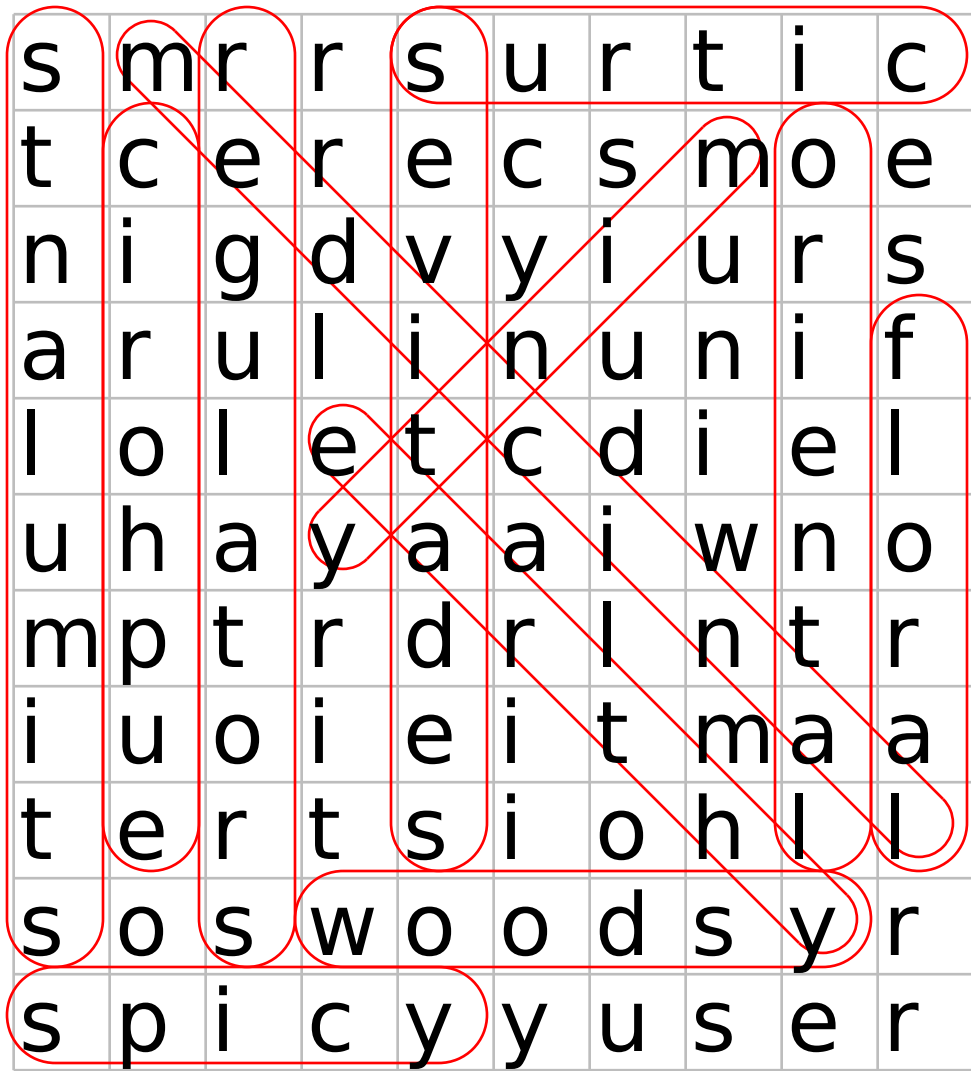 s m r r s u r t i c
t c e r e c s m o e
n i g d v y i u r s
a r u l i n u n i f
l o l e t c d i e l
u h a y a a i w n o
m p t r d r l n t r
i u o i e i t m a a
t e r t s i o h l l
s o s w o o d s y r
s p i c y y u s e r